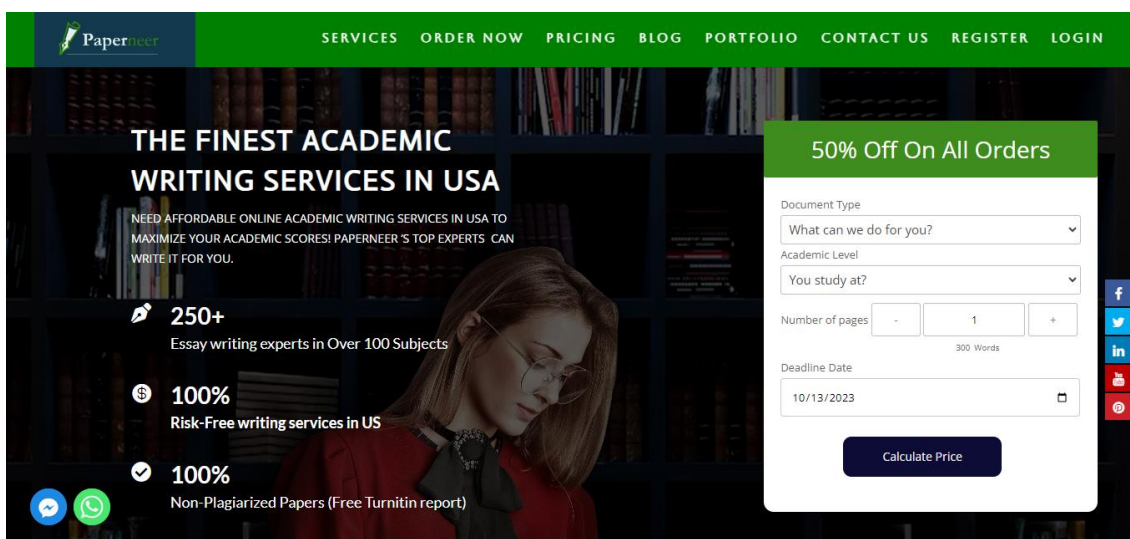 Paperneer
SERVICES ORDER NOW PRICING BLOG PORTFOLIO CONTACT US REGISTER LOGIN
THE FINEST ACADEMIC
WRITING SERVICES IN USA
NEED AFFORDABLE ONLINE ACADEMIC WRITING SERVICES IN USA TO
MAXIMIZE YOUR ACADEMIC SCORES! PAPERNEER 'S TOP EXPERTS CAN
WRITE IT FOR YOU.
250+
Essay writing experts in Over 100 Subjects
$
100%
Risk-Free writing services in US
100%
Non-Plagiarized Papers (Free Turnitin report)
50% Off On All Orders
Document Type
What can we do for you?
Academic Level
You study at?
Number of pages - 1 +
300 Words
Deadline Date
10/13/2023
Calculate Price
f
in
You
Tube